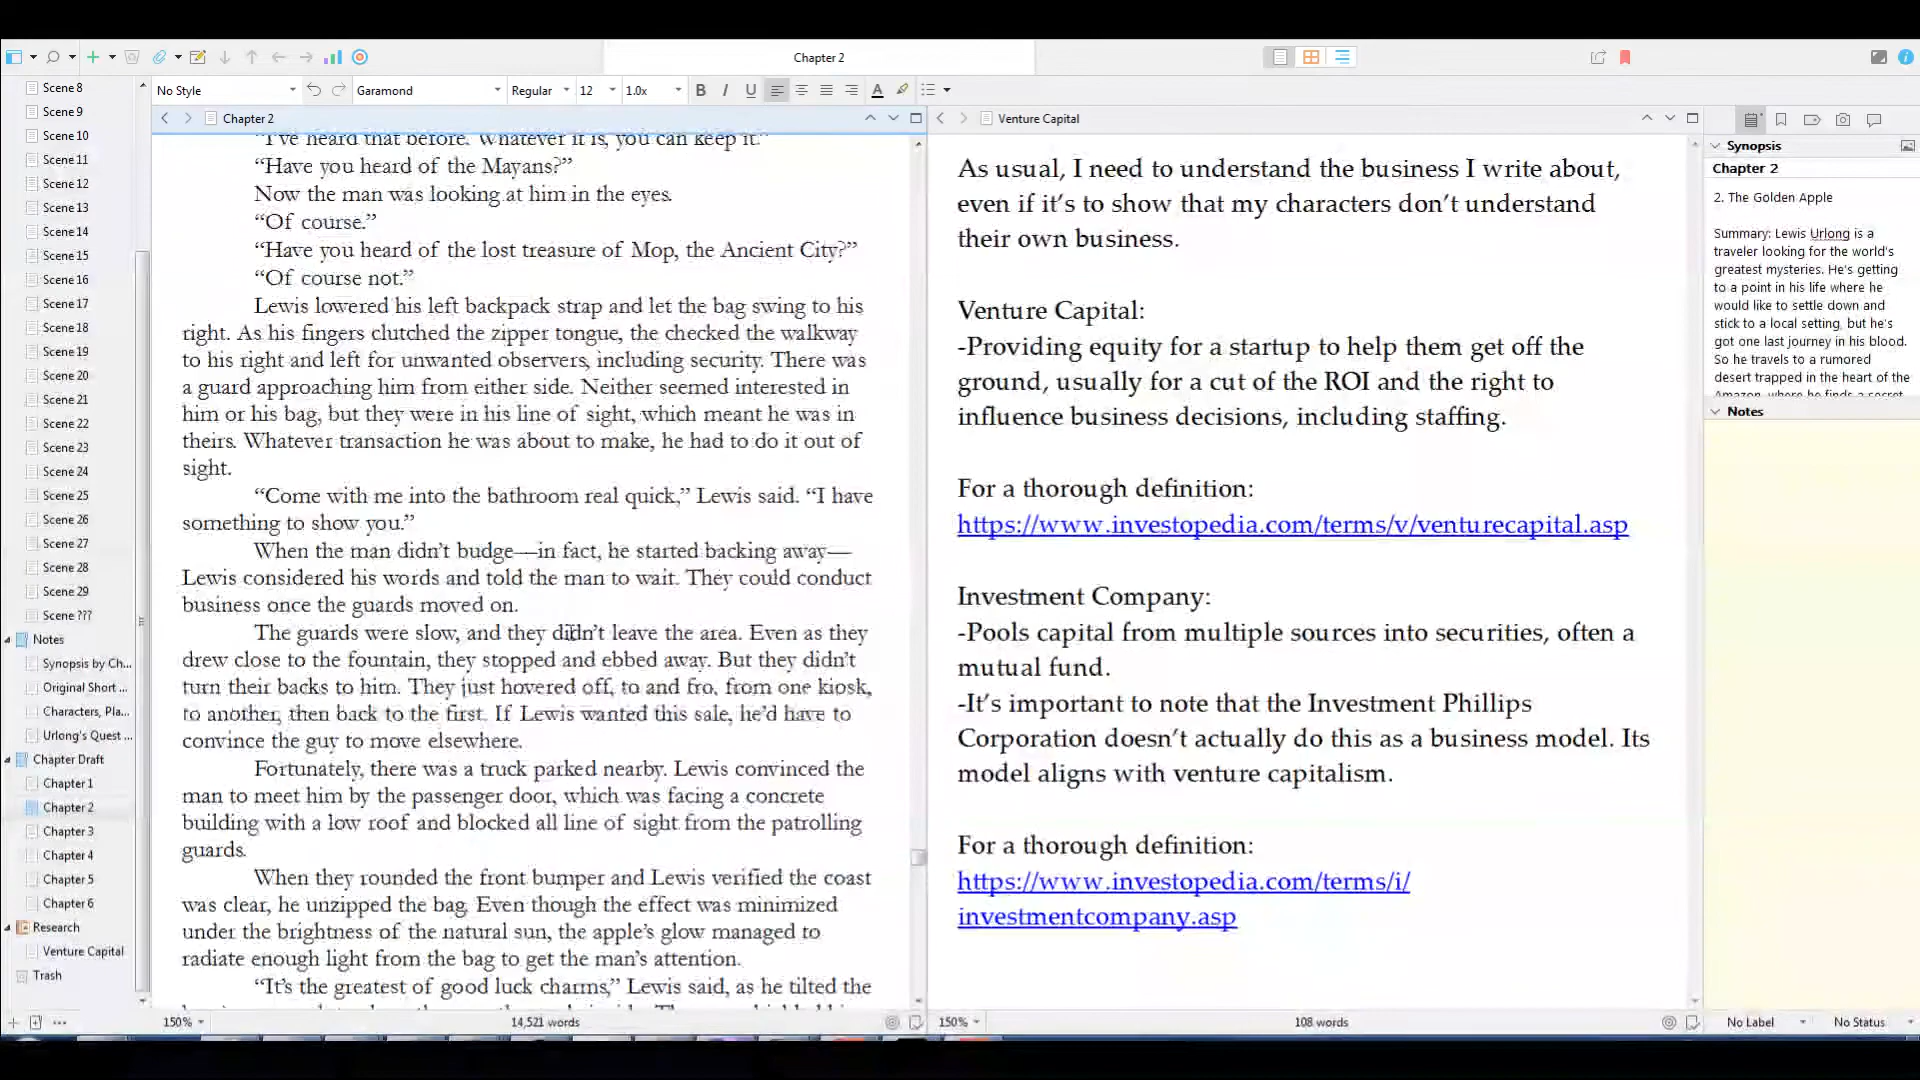 Chapter 2
No Style
Garamond
Regular
12
1.0x
B
I
U
A
Scene 8
Scene 9
Scene 10
Scene 11
Scene 12
Scene 13
Scene 14
Scene 15
Scene 16
Scene 17
Scene 18
Scene 19
Scene 20
Scene 21
Scene 22
Scene 23
Scene 24
Scene 25
Scene 26
Scene 27
Scene 28
Scene 29
Scene ???
Notes
Synopsis by Ch...
Original Short ...
Characters, Pla...
Urlong's Quest ...
Chapter Draft
Chapter 1
Chapter 2
Chapter 3
Chapter 4
Chapter 5
Chapter 6
Research
Venture Capital
Trash
Chapter 2
“I’ve heard that before. Whatever it is, you can keep it.”
“Have you heard of the Mayans?”
Now the man was looking at him in the eyes.
“Of course.”
“Have you heard of the lost treasure of Mop, the Ancient City?”
“Of course not.”
Lewis lowered his left backpack strap and let the bag swing to his
right. As his fingers clutched the zipper tongue, the checked the walkway
to his right and left for unwanted observers, including security. There was
a guard approaching him from either side. Neither seemed interested in
him or his bag, but they were in his line of sight, which meant he was in
theirs. Whatever transaction he was about to make, he had to do it out of
sight.
“Come with me into the bathroom real quick,” Lewis said. “I have
something to show you.”
When the man didn’t budge—in fact, he started backing away—
Lewis considered his words and told the man to wait. They could conduct
business once the guards moved on.
The guards were slow, and they didn’t leave the area. Even as they
drew close to the fountain, they stopped and ebbed away. But they didn’t
turn their backs to him. They just hovered off, to and fro, from one kiosk,
to another, then back to the first. If Lewis wanted this sale, he’d have to
convince the guy to move elsewhere.
Fortunately, there was a truck parked nearby. Lewis convinced the
man to meet him by the passenger door, which was facing a concrete
building with a low roof and blocked all line of sight from the patrolling
guards.
When they rounded the front bumper and Lewis verified the coast
was clear, he unzipped the bag. Even though the effect was minimized
under the brightness of the natural sun, the apple’s glow managed to
radiate enough light from the bag to get the man’s attention.
“It’s the greatest of good luck charms,” Lewis said, as he tilted the
150%
14,521 words
Venture Capital
As usual, I need to understand the business I write about,
even if it’s to show that my characters don’t understand
their own business.
Venture Capital:
-Providing equity for a startup to help them get off the
ground, usually for a cut of the ROI and the right to
influence business decisions, including staffing.
For a thorough definition:
https://www.investopedia.com/terms/v/venturecapital.asp
Investment Company:
-Pools capital from multiple sources into securities, often a
mutual fund.
-It’s important to note that the Investment Phillips
Corporation doesn’t actually do this as a business model. Its
model aligns with venture capitalism.
For a thorough definition:
https://www.investopedia.com/terms/i/
investmentcompany.asp
150%
108 words
Synopsis
Chapter 2
2. The Golden Apple
Summary: Lewis Urlong is a
traveler looking for the world's
greatest mysteries. He's getting
to a point in his life where he
would like to settle down and
stick to a local setting, but he's
got one last journey in his blood.
So he travels to a rumored
desert trapped in the heart of the
Amazon, where he finds a secret
Notes
No Label
No Status